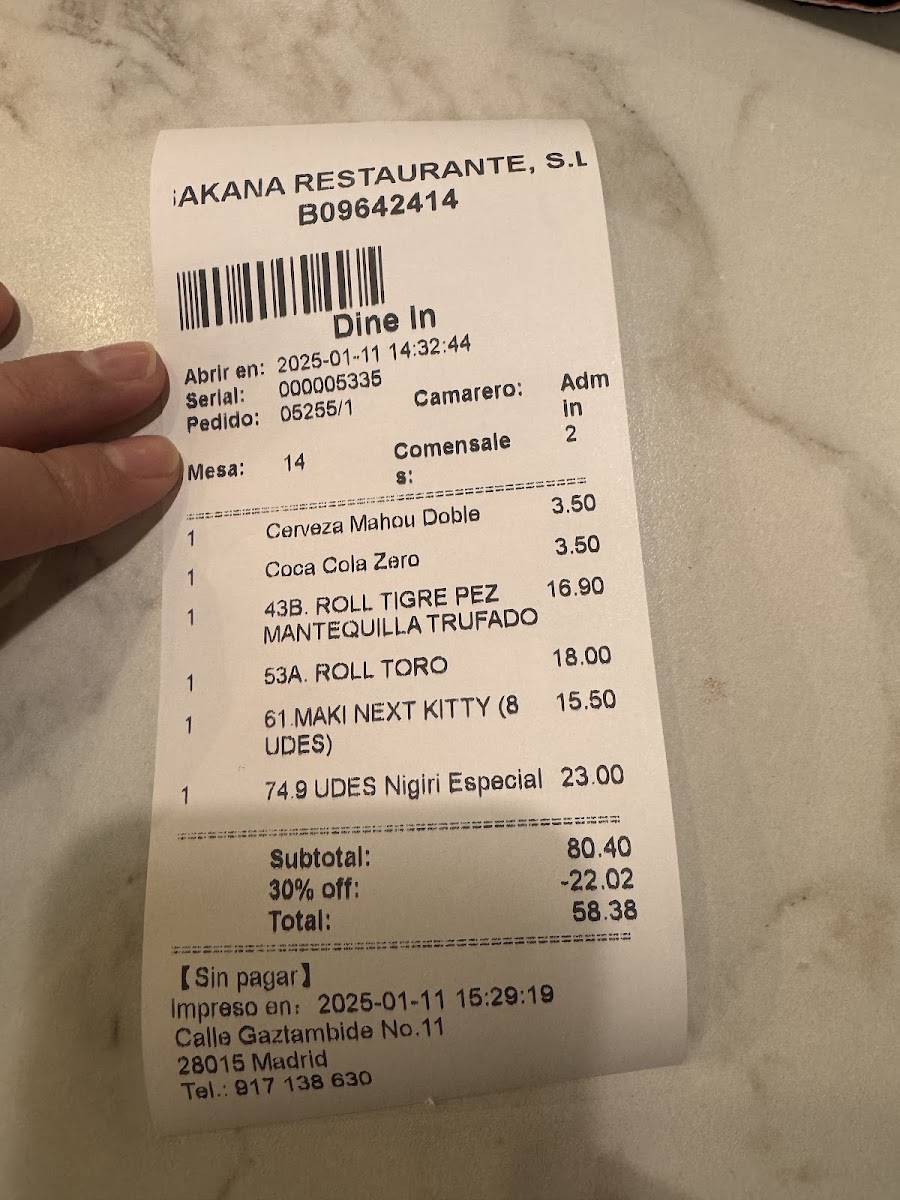 SAKANA RESTAURANTE, S.L
B09642414
Dine In
Abrir en: 2025-01-11 14:32:44
Serial: 000005335
Pedido: 05255/1 Camarero: Adm
in
Mesa: 14 Comensale 2
s:
1 Cerveza Mahou Doble 3.50
1 Coca Cola Zero 3.50
1 43B. ROLL TIGRE PEZ 16.90
MANTEQUILLA TRUFADO
1 53A. ROLL TORO 18.00
1 61.MAKI NEXT KITTY (8 15.50
UDES)
1 74.9 UDES Nigiri Especial 23.00
Subtotal: 80.40
30% off: -22.02
Total: 58.38
【Sin pagar】
Impreso en: 2025-01-11 15:29:19
Calle Gaztambide No.11
28015 Madrid
Tel.: 917 138 630